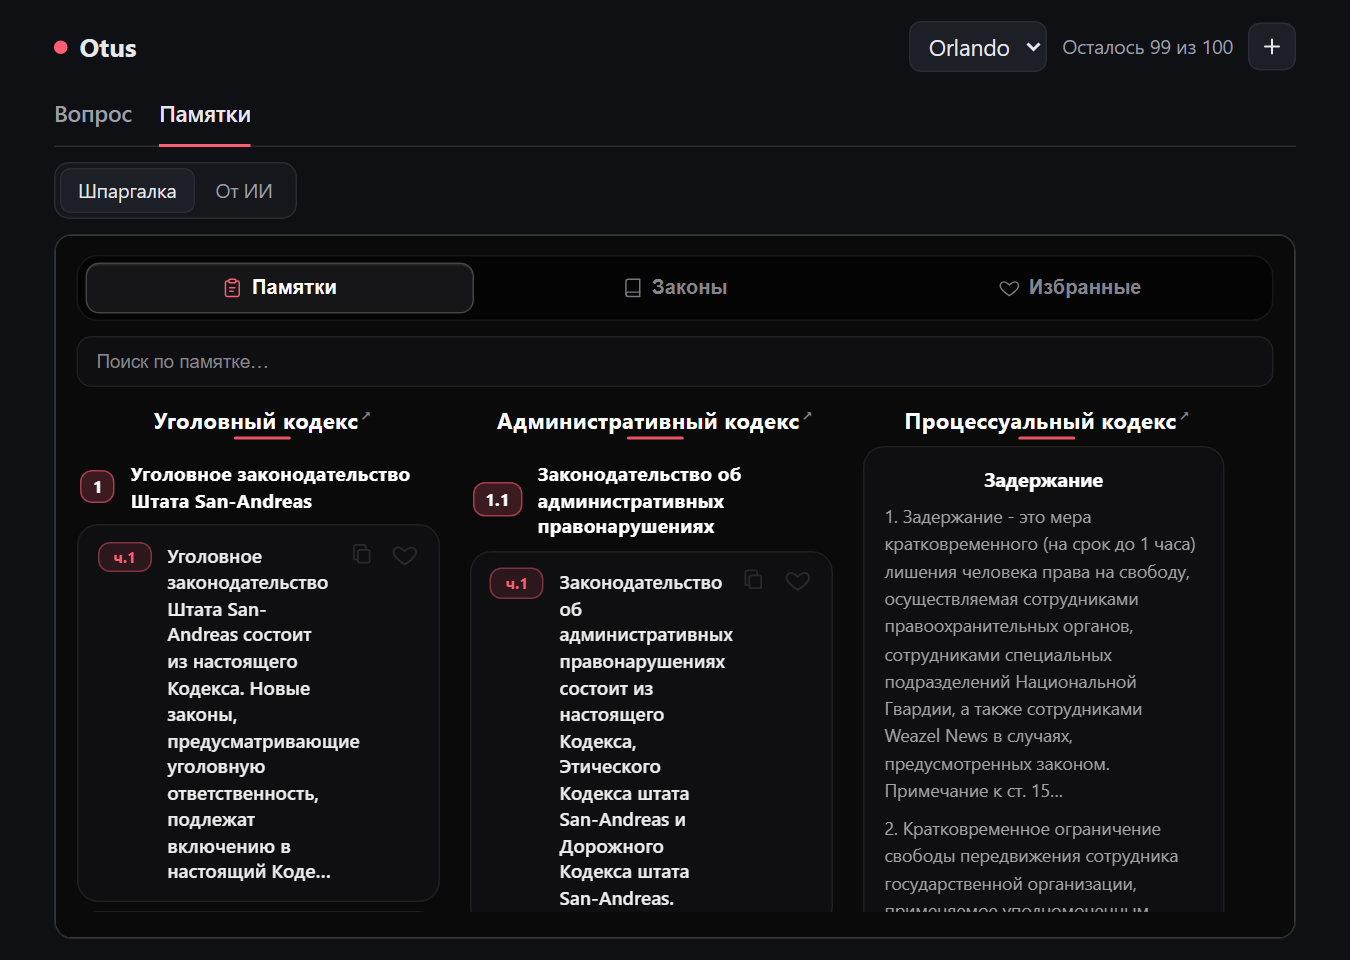 Otus
Orlando
Осталось 99 из 100
+
Вопрос
Памятки
Шпаргалка
От ИИ
Памятки
Законы
Избранные
Поиск по памятке...
Уголовный кодекс↗
1
Уголовное законодательство
Штата San-Andreas
ч.1
Уголовное
законодательство
Штата San-
Andreas состоит
из настоящего
Кодекса. Новые
законы,
предусматривающие
уголовную
ответственность,
подлежат
включению в
настоящий Коде...
Административный кодекс↗
1.1
Законодательство об
административных
правонарушениях
ч.1
Законодательство
об
административных
правонарушениях
состоит из
настоящего
Кодекса,
Этического
Кодекса штата
San-Andreas и
Дорожного
Кодекса штата
San-Andreas.
Процессуальный кодекс↗
Задержание
1. Задержание - это мера
кратковременного (на срок до 1 часа)
лишения человека права на свободу,
осуществляемая сотрудниками
правоохранительных органов,
сотрудниками специальных
подразделений Национальной
Гвардии, а также сотрудниками
Weazel News в случаях,
предусмотренных законом.
Примечание к ст. 15...
2. Кратковременное ограничение
свободы передвижения сотрудника
государственной организации,
применяемое уполномоченным